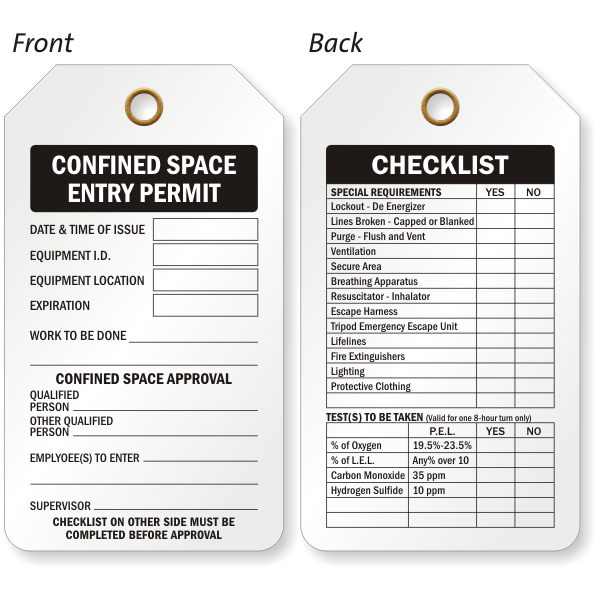 Front
CONFINED SPACE
ENTRY PERMIT
DATE & TIME OF ISSUE
EQUIPMENT I.D.
EQUIPMENT LOCATION
EXPIRATION
WORK TO BE DONE
CONFINED SPACE APPROVAL
QUALIFIED
PERSON
OTHER QUALIFIED
PERSON
EMPLYOEE(S) TO ENTER
SUPERVISOR
CHECKLIST ON OTHER SIDE MUST BE
COMPLETED BEFORE APPROVAL
Back
CHECKLIST
SPECIAL REQUIREMENTS YES NO
Lockout - De Energizer
Lines Broken - Capped or Blanked
Purge - Flush and Vent
Ventilation
Secure Area
Breathing Apparatus
Resuscitator - Inhalator
Escape Harness
Tripod Emergency Escape Unit
Lifelines
Fire Extinguishers
Lighting
Protective Clothing
TEST(S) TO BE TAKEN (Valid for one 8-hour turn only)
P.E.L. YES NO
% of Oxygen 19.5%-23.5%
% of L.E.L. Any% over 10
Carbon Monoxide 35 ppm
Hydrogen Sulfide 10 ppm